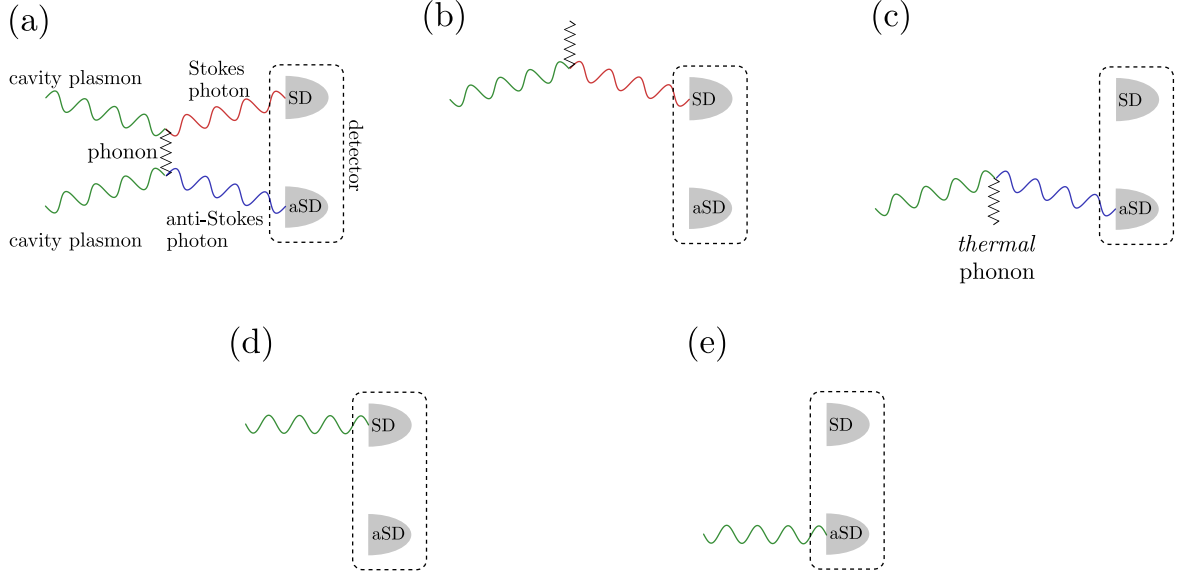 (a)
cavity plasmon
Stokes
photon
SD
phonon
detector
aSD
anti-Stokes
photon
cavity plasmon
(b)
SD
aSD
(c)
SD
aSD
thermal
phonon
(d)
SD
aSD
(e)
SD
aSD